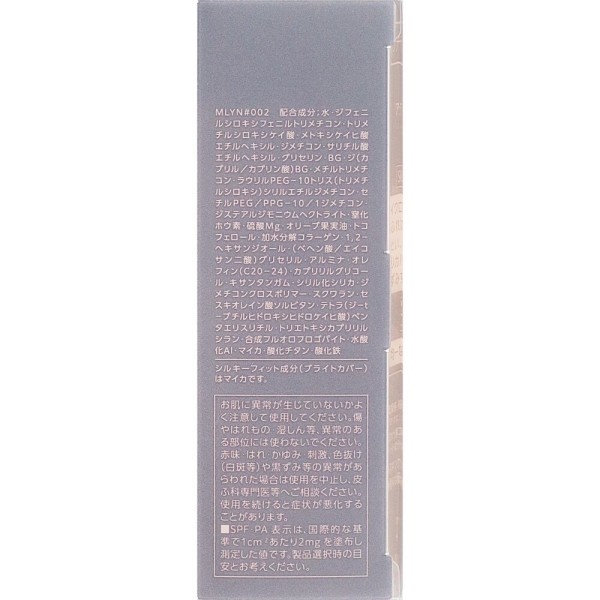 MLYN#002 配合成分；水・ジフェニ
ルシロキシフェニルトリメチコン・トリメ
チルシロキシケイ酸・メトキシケイヒ酸
エチルヘキシル・ジメチコン・サリチル酸
エチルヘキシル・グリセリン・BG・ジ(カ
プリル/カプリン酸)BG・メチルトリメチ
コン・ラウリルPEG-10トリス(トリメチ
ルシロキシ)シリルエチルジメチコン・セ
チルPEG/PPG-10/1ジメチコン・
ジステアルジモニウムヘクトライト・窒化
ホウ素・硫酸Mg・オリーブ果実油・トコ
フェロール・加水分解コラーゲン・1,2-
ヘキサンジオール・(ベヘン酸/エイコ
サン二酸)グリセリル・アルミナ・オレ
フィン(C20-24)・カプリリルグリコー
ル・キサンタンガム・シリル化シリカ・ジ
メチコンクロスポリマー・スクワラン・セ
スキオレイン酸ソルビタン・テトラ(ジ-t
-ブチルヒドロキシヒドロケイヒ酸)ペン
タエリスリチル・トリエトキシカプリリル
シラン・合成フルオロフロゴパイト・水酸
化Al・マイカ・酸化チタン・酸化鉄
シルキーフィット成分(ブライトカバー)
はマイカです。
お肌に異常が生じていないかよ
く注意して使用してください。傷
やはれもの 湿しん等、異常のあ
る部位には使わないでください。
赤味 はれ かゆみ 刺激、色抜け
(白斑等)や黒ずみ等の異常があ
らわれた場合は使用を中止し、皮
ふ科専門医等へご相談ください。
使用を続けると症状が悪化する
ことがあります。
■SPF・PA 表示は、国際的な基
準で1cm²あたり2mgを塗布し
測定した値です。製品選択時の目
安とお考えください。